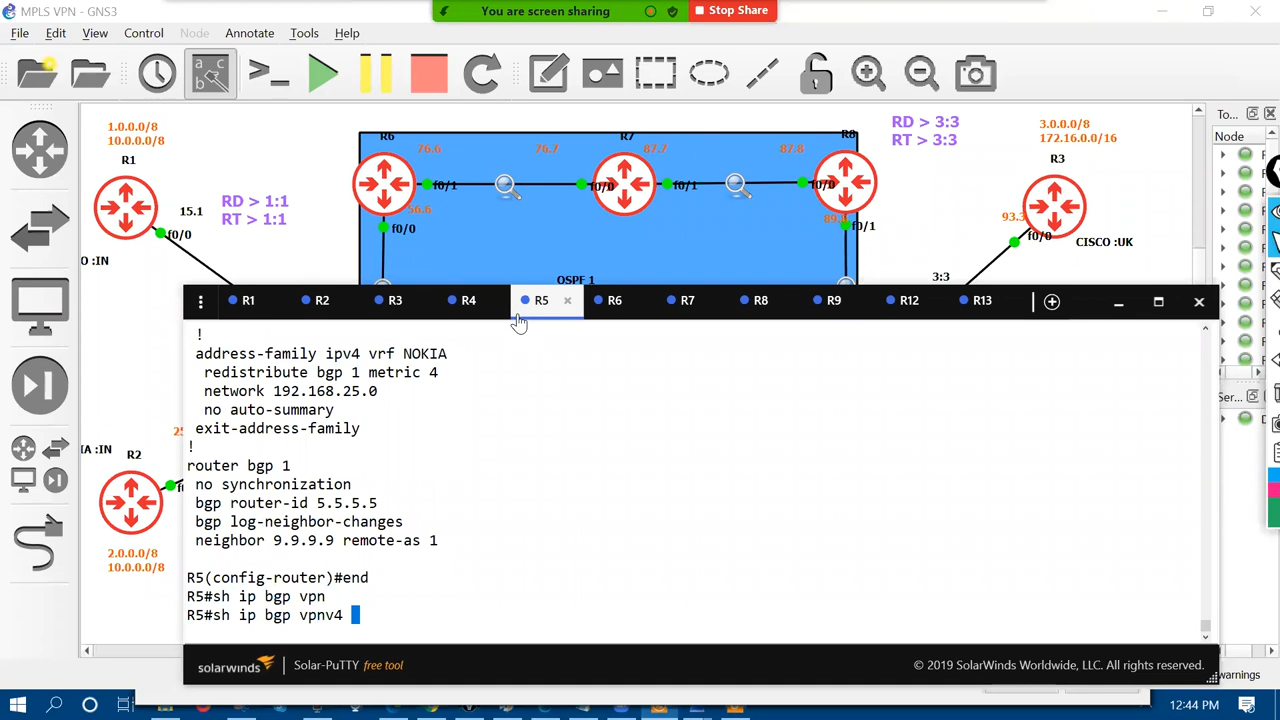 MPLS VPN - GNS3
You are screen sharing
Stop Share
File Edit View Control Node Annotate Tools Help
1.0.0.0/8
10.0.0.0/8
R1
15.1
f0/0
RD > 1:1
RT > 1:1
O :IN
R6
76.6
76.7
R7
87.7
87.8
R8
f0/1
f0/0
f0/1
f0/0
56.6
f0/0
f0/1
OSPF 1
RD > 3:3
RT > 3:3
3.0.0.0/8
172.16.0.0/16
R3
93.3
f0/0
CISCO :UK
3:3
To...
Node
R1 R2 R3 R4 R5 R6 R7 R8 R9 R12 R13
!
address-family ipv4 vrf NOKIA
redistribute bgp 1 metric 4
network 192.168.25.0
no auto-summary
exit-address-family
!
router bgp 1
no synchronization
bgp router-id 5.5.5.5
bgp log-neighbor-changes
neighbor 9.9.9.9 remote-as 1
R5(config-router)#end
R5#sh ip bgp vpn
R5#sh ip bgp vpnv4
IA :IN
R2
2.0.0.0/8
10.0.0.0/8
Ser...
solarwinds
Solar-PuTTY free tool
© 2019 SolarWinds Worldwide, LLC. All rights reserved.
warnings
12:44 PM